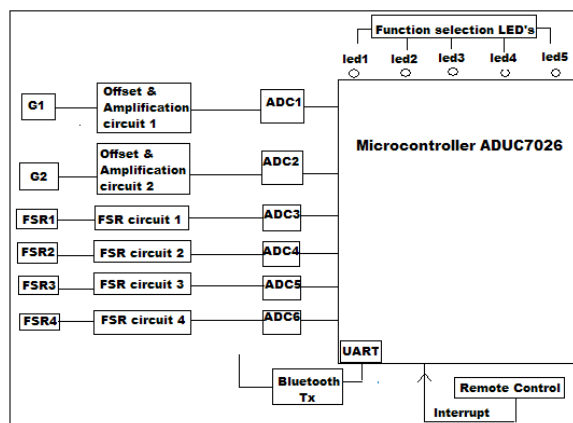 Function selection LED's
led1 led2 led3 led4 led5
G1
Offset &
Amplification
circuit 1
ADC1
Microcontroller ADUC7026
G2
Offset &
Amplification
circuit 2
ADC2
FSR1 FSR circuit 1 ADC3
FSR2 FSR circuit 2 ADC4
FSR3 FSR circuit 3 ADC5
FSR4 FSR circuit 4 ADC6
UART
Bluetooth
Tx
Remote Control
Interrupt